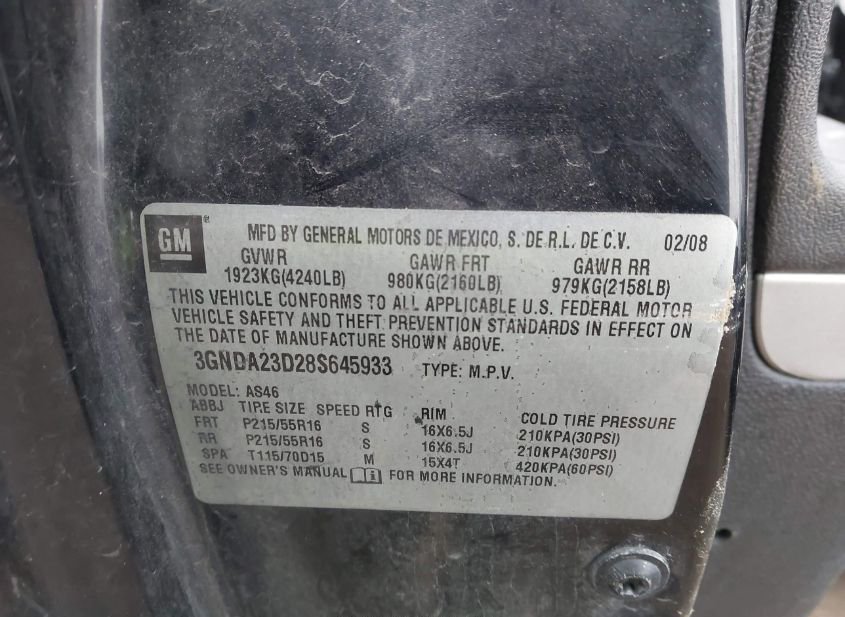 GM ®
MFD BY GENERAL MOTORS DE MEXICO, S. DE R.L. DE C.V. 02/08
GVWR GAWR FRT GAWR RR
1923KG(4240LB) 980KG(2160LB) 979KG(2158LB)
THIS VEHICLE CONFORMS TO ALL APPLICABLE U.S. FEDERAL MOTOR
VEHICLE SAFETY AND THEFT PREVENTION STANDARDS IN EFFECT ON
THE DATE OF MANUFACTURE SHOWN ABOVE.
3GNDA23D28S645933 TYPE: M.P.V.
MODEL: AS46
ABBJ TIRE SIZE SPEED RTG RIM COLD TIRE PRESSURE
FRT P215/55R16 S 16X6.5J 210KPA(30PSI)
RR P215/55R16 S 16X6.5J 210KPA(30PSI)
SPA T115/70D15 M 15X4T 420KPA(60PSI)
SEE OWNER'S MANUAL FOR MORE INFORMATION.